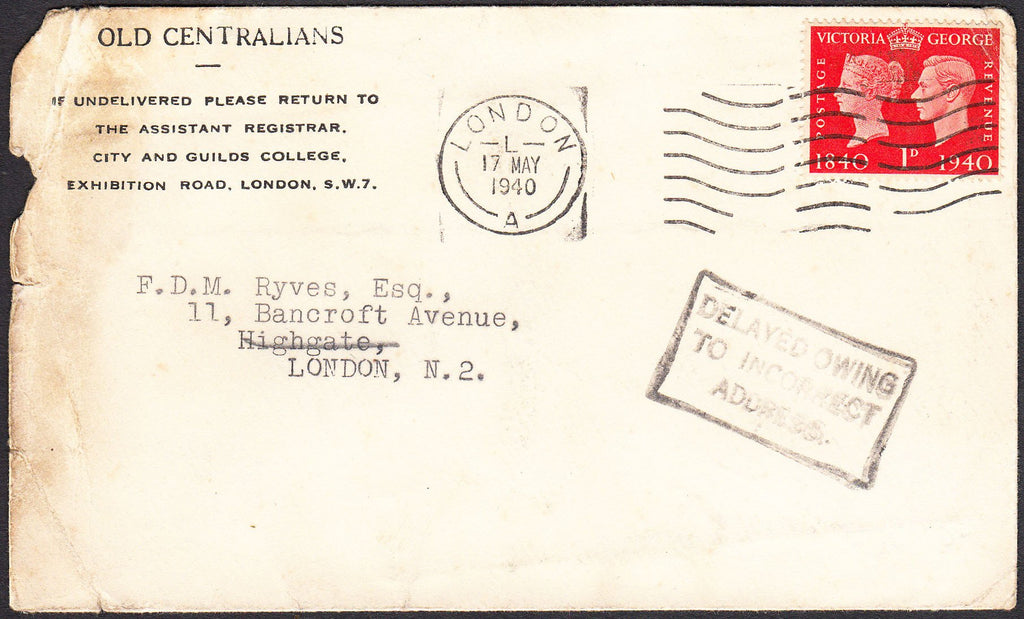 OLD CENTRALIANS
IF UNDELIVERED PLEASE RETURN TO
THE ASSISTANT REGISTRAR.
CITY AND GUILDS COLLEGE,
EXHIBITION ROAD, LONDON, S.W.7.
LONDON
L
17 MAY
1940
A
VICTORIA GEORGE
POSTAGE
REVENUE
1840 1D 1940
F.D.M. Ryves, Esq.,
11, Bancroft Avenue,
Highgate,
LONDON, N.2.
DELAYED OWING
TO INCORRECT
ADDRESS.